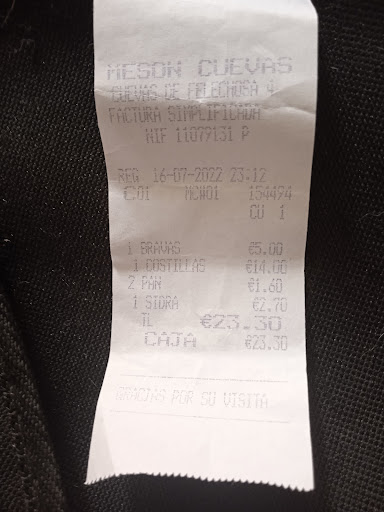 MESON CUEVAS
CUEVAS DE FELECHOSA 4
FACTURA SIMPLIFICADA
NIF 11079131 P
REG 16-07-2022 23:12
C01 MCW01 154494
CU 1
1 BRAVAS €5.00
1 COSTILLAS €14.00
2 PAN €1.60
1 SIDRA €2.70
TL €23.30
CAJA €23.30
GRACIAS POR SU VISITA